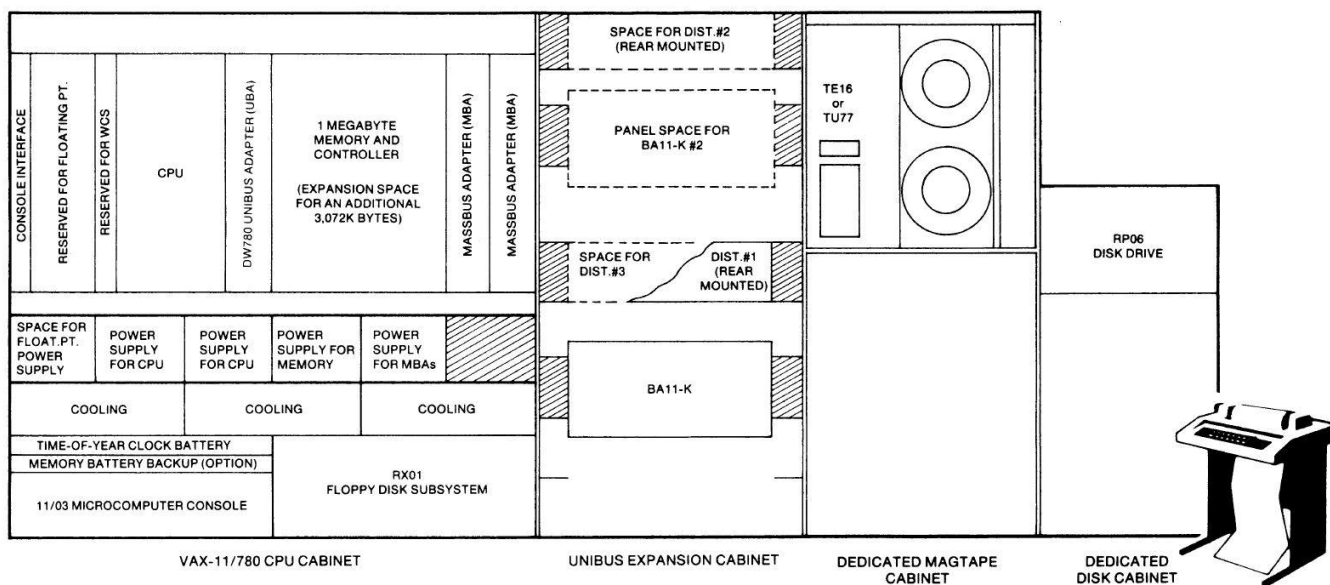 CONSOLE INTERFACE
RESERVED FOR FLOATING PT.
RESERVED FOR WCS
CPU
DW780 UNIBUS ADAPTER (UBA)
1 MEGABYTE
MEMORY AND
CONTROLLER
(EXPANSION SPACE
FOR AN ADDITIONAL
3,072K BYTES)
MASSBUS ADAPTER (MBA)
MASSBUS ADAPTER (MBA)
SPACE FOR
FLOAT.PT.
POWER
SUPPLY
POWER
SUPPLY
FOR CPU
POWER
SUPPLY
FOR CPU
POWER
SUPPLY FOR
MEMORY
POWER
SUPPLY
FOR MBAs
COOLING
COOLING
COOLING
TIME-OF-YEAR CLOCK BATTERY
MEMORY BATTERY BACKUP (OPTION)
11/03 MICROCOMPUTER CONSOLE
RX01
FLOPPY DISK SUBSYSTEM
VAX-11/780 CPU CABINET
SPACE FOR DIST.#2
(REAR MOUNTED)
PANEL SPACE FOR
BA11-K #2
SPACE FOR
DIST.#3
DIST.#1
(REAR
MOUNTED)
BA11-K
UNIBUS EXPANSION CABINET
TE16
or
TU77
DEDICATED MAGTAPE
CABINET
RP06
DISK DRIVE
DEDICATED
DISK CABINET